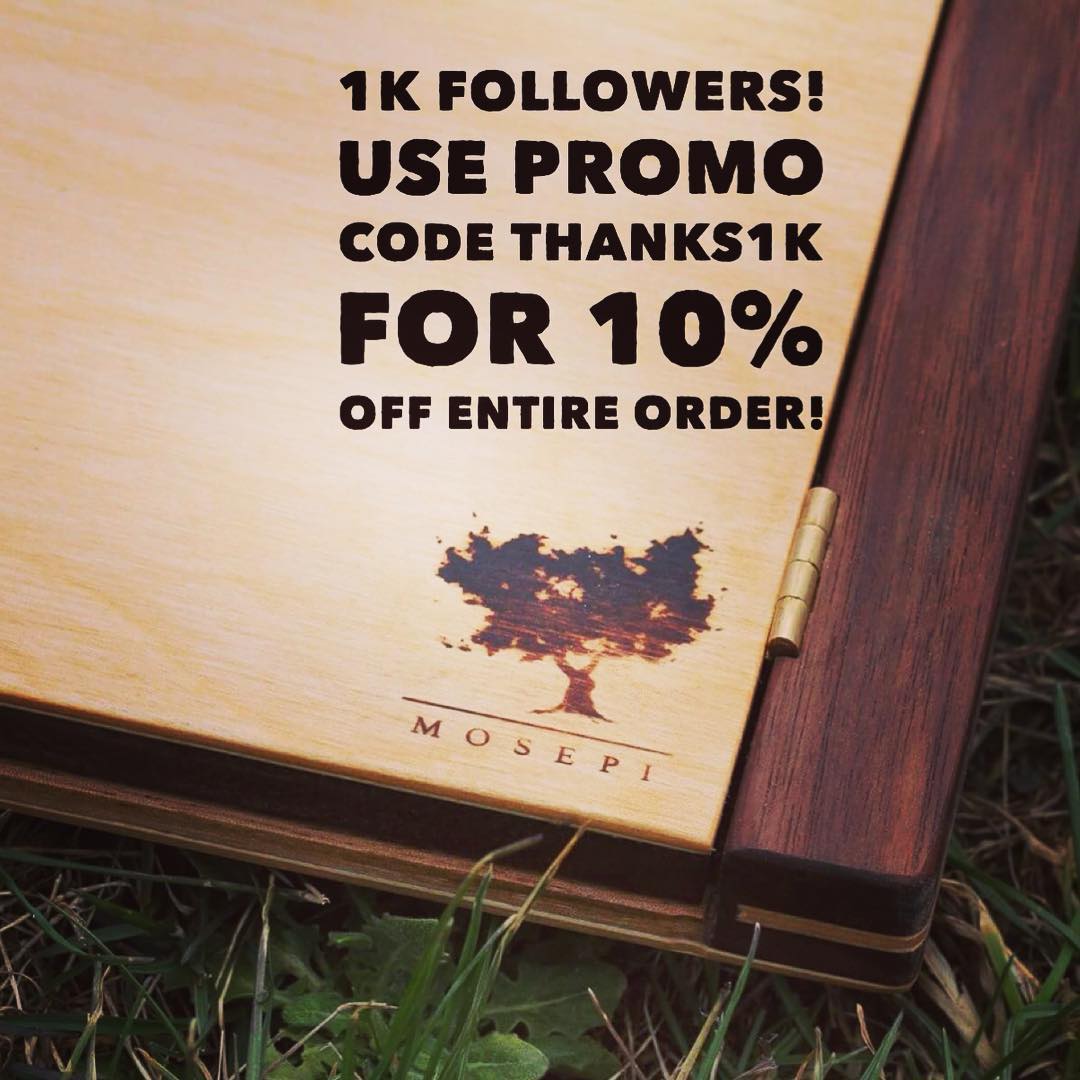 1K FOLLOWERS!
USE PROMO
CODE THANKS1K
FOR 10%
OFF ENTIRE ORDER!
MOSEPI